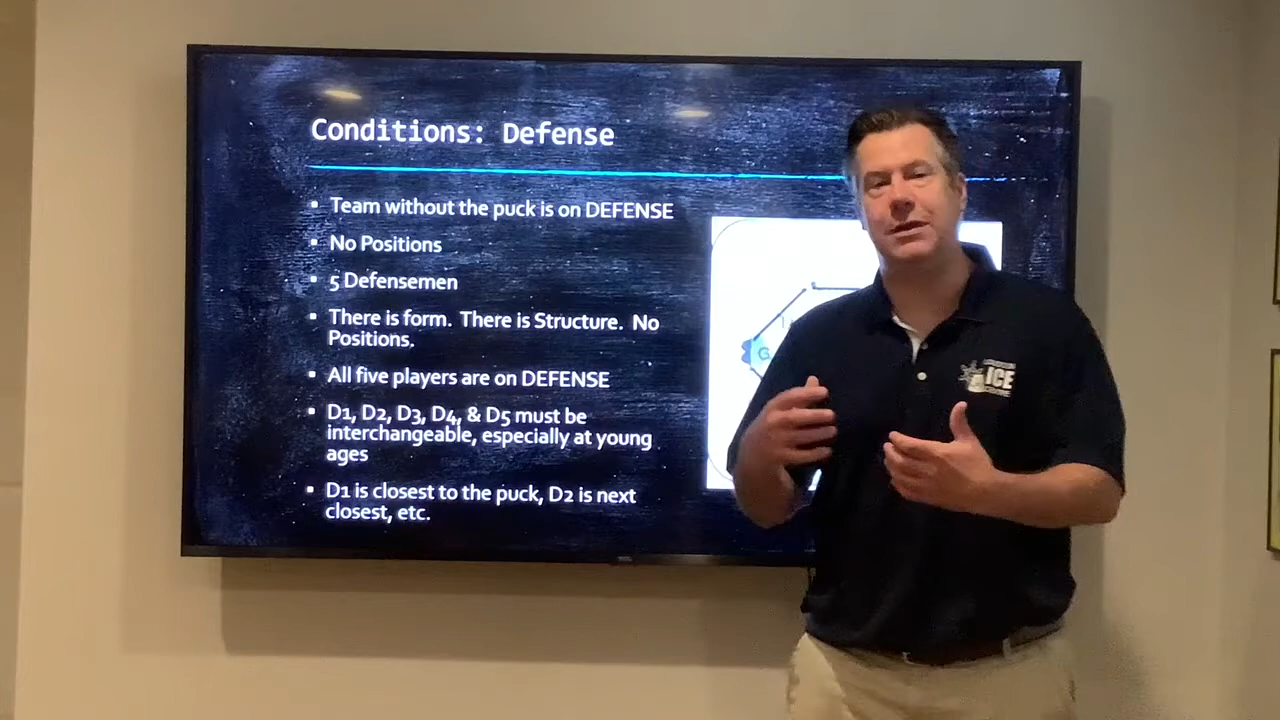 Conditions: Defense
▪ Team without the puck is on DEFENSE
▪ No Positions
▪ 5 Defensemen
▪ There is form. There is Structure. No
Positions.
▪ All five players are on DEFENSE
▪ D1, D2, D3, D4, & D5 must be
interchangeable, especially at young
ages
▪ D1 is closest to the puck, D2 is next
closest, etc.
G
ICE